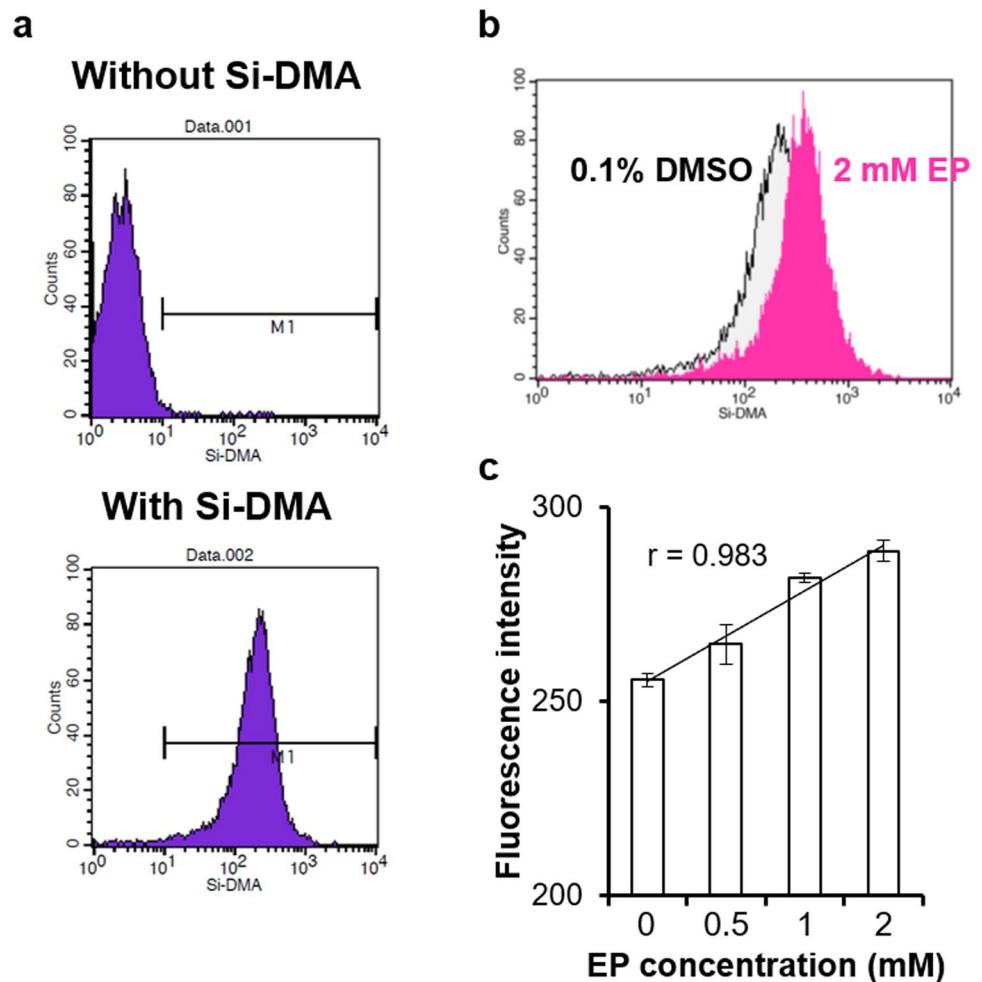 a
Without Si-DMA
Data.001
100
80
60
40
20
0
Counts
M1
10^0 10^1 10^2 10^3 10^4
Si-DMA
With Si-DMA
Data.002
100
80
60
40
20
0
Counts
M1
10^0 10^1 10^2 10^3 10^4
Si-DMA
b
100
80
60
40
20
0
Counts
0.1% DMSO
2 mM EP
10^0 10^1 10^2 10^3 10^4
Si-DMA
c
300
250
200
Fluorescence intensity
r = 0.983
0 0.5 1 2
EP concentration (mM)